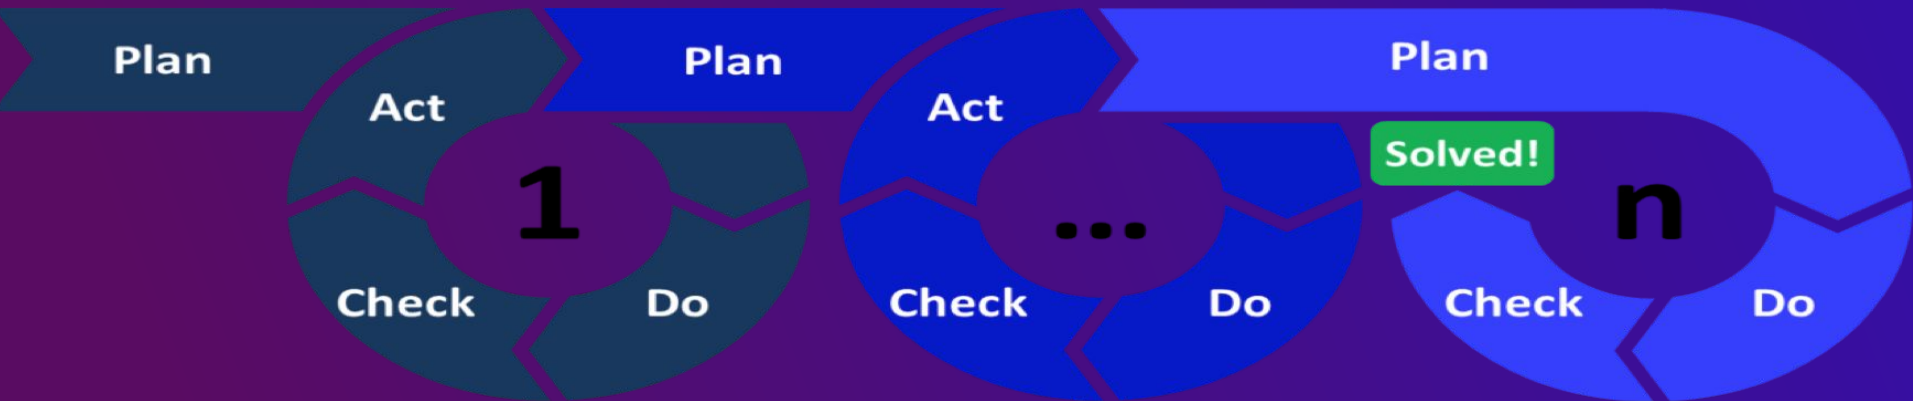 Plan
Act
1
Check
Do
Plan
Act
...
Check
Do
Plan
Solved!
n
Check
Do